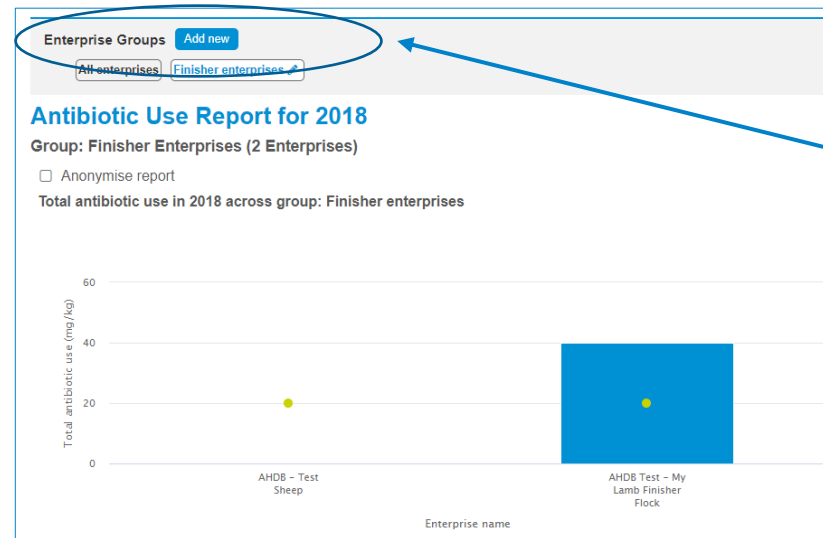 Enterprise Groups Add new
All enterprises Finisher enterprises
Antibiotic Use Report for 2018
Group: Finisher Enterprises (2 Enterprises)
Anonymise report
Total antibiotic use in 2018 across group: Finisher enterprises
60
40
20
0
Total antibiotic use (mg/kg)
AHDB – Test
Sheep
AHDB Test – My
Lamb Finisher
Flock
Enterprise name